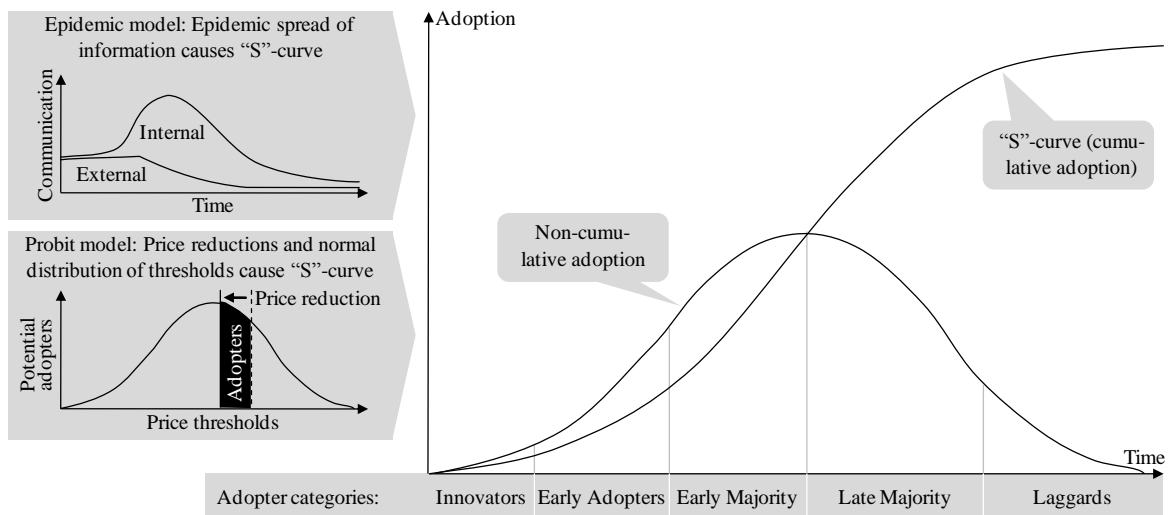 Epidemic model: Epidemic spread of
information causes “S”-curve
Communication
Internal
External
Time
Probit model: Price reductions and normal
distribution of thresholds cause “S”-curve
Potential
adopters
Price reduction
Adopters
Price thresholds
Adoption
“S”-curve (cumu-
lative adoption)
Non-cumu-
lative adoption
Time
Adopter categories: Innovators Early Adopters Early Majority Late Majority Laggards